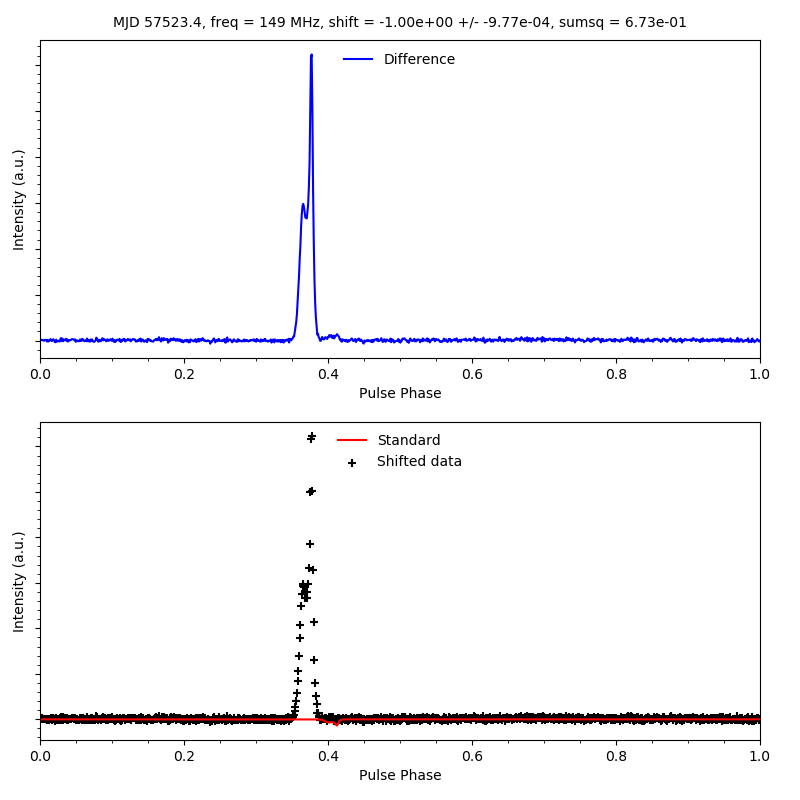 MJD 57523.4, freq = 149 MHz, shift = -1.00e+00 +/- -9.77e-04, sumsq = 6.73e-01
Difference
Intensity (a.u.)
0.0 0.2 0.4 0.6 0.8 1.0
Pulse Phase
Standard
Shifted data
Intensity (a.u.)
0.0 0.2 0.4 0.6 0.8 1.0
Pulse Phase